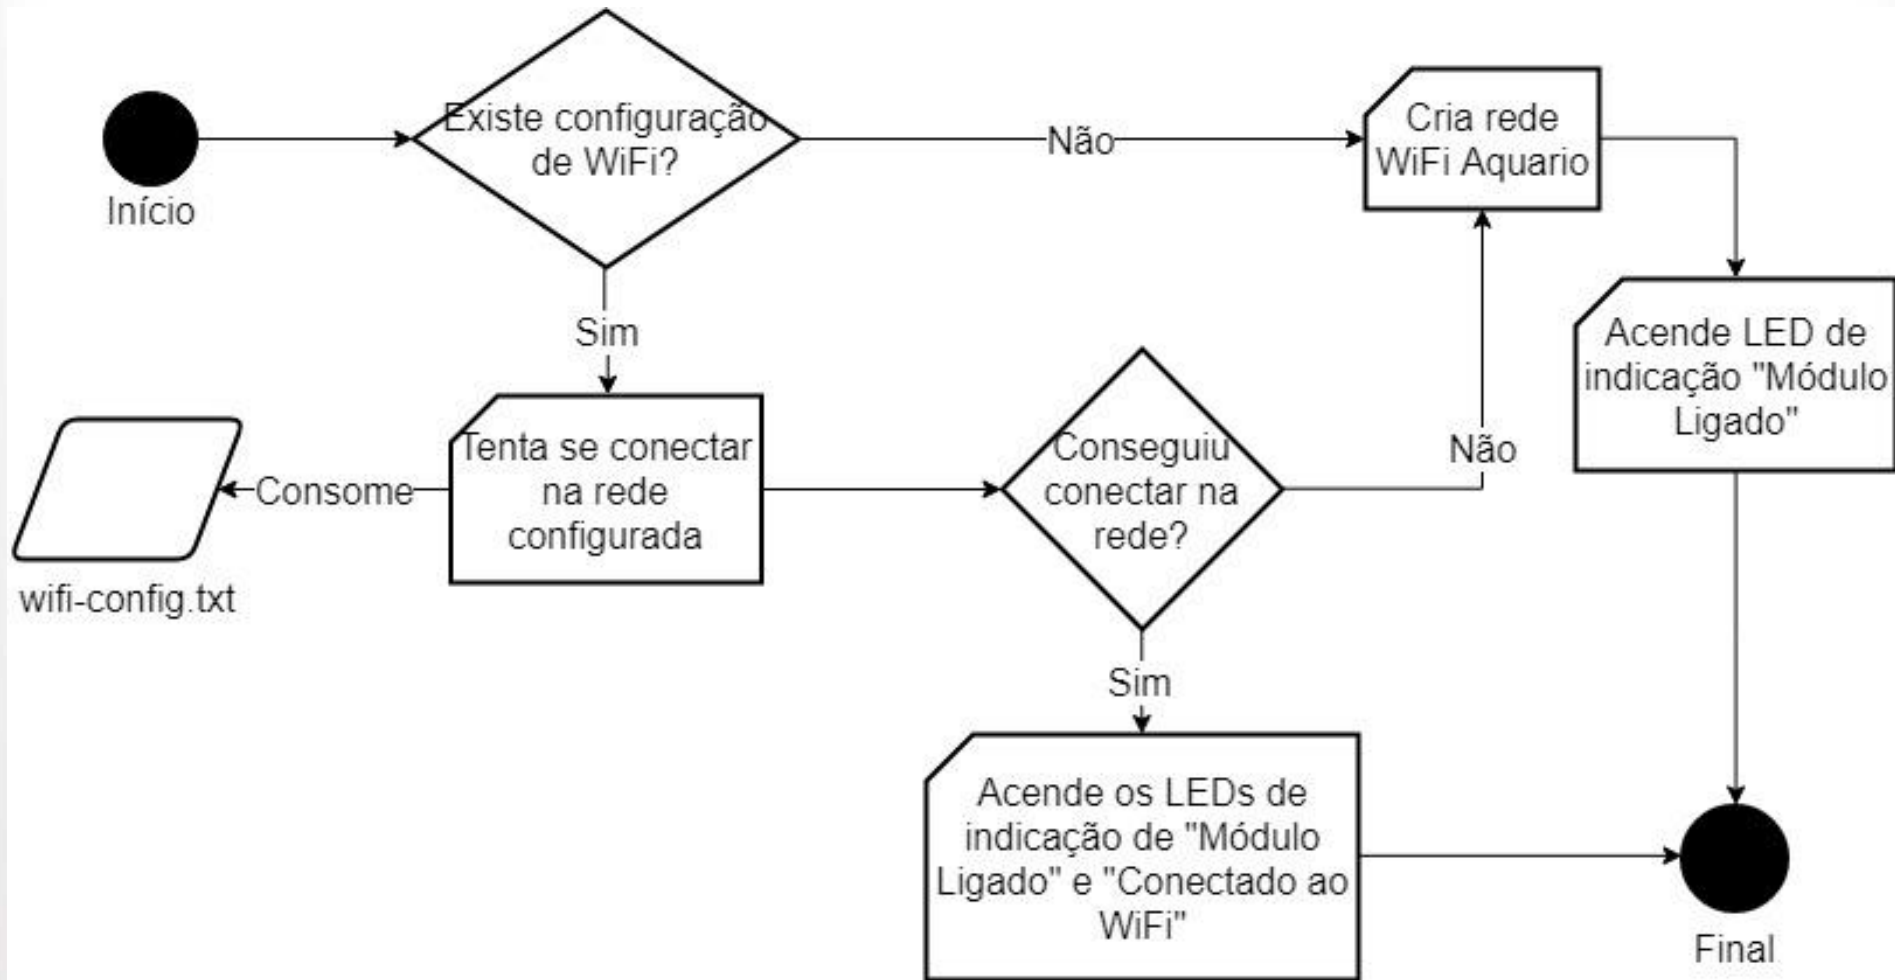 Início
Existe configuração
de WiFi?
Não
Cria rede
WiFi Aquario
Sim
Acende LED de
indicação "Módulo
Ligado"
Consome
wifi-config.txt
Tenta se conectar
na rede
configurada
Conseguiu
conectar na
rede?
Não
Sim
Acende os LEDs de
indicação de "Módulo
Ligado" e "Conectado ao
WiFi"
Final